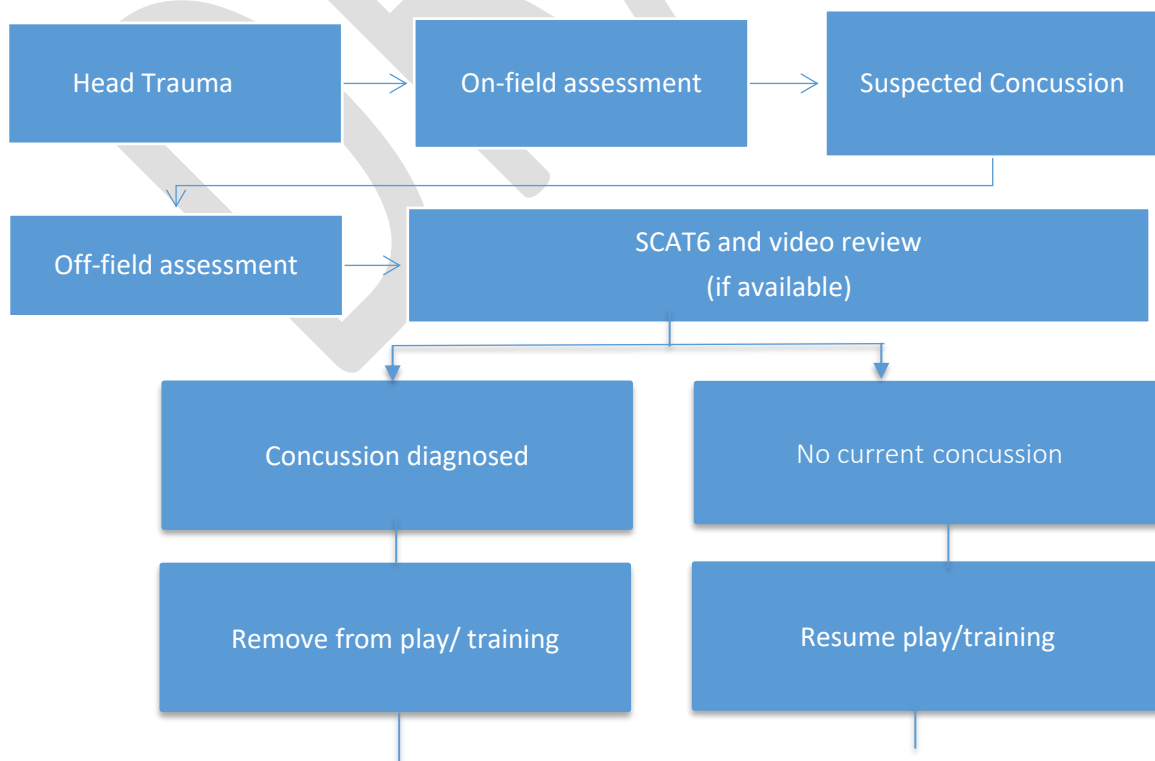 Head Trauma
On-field assessment
Suspected Concussion
Off-field assessment
SCAT6 and video review
(if available)
Concussion diagnosed
No current concussion
Remove from play/ training
Resume play/training